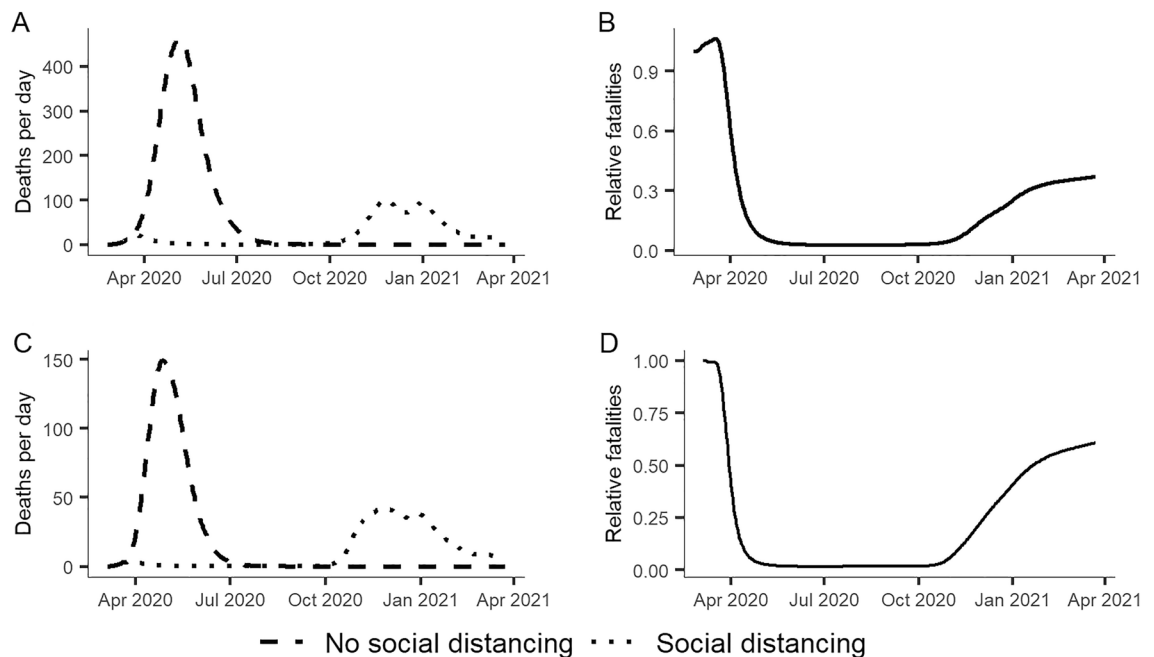 A
Deaths per day
400
300
200
100
0
Apr 2020 Jul 2020 Oct 2020 Jan 2021 Apr 2021
B
Relative fatalities
0.9
0.6
0.3
0.0
Apr 2020 Jul 2020 Oct 2020 Jan 2021 Apr 2021
C
Deaths per day
150
100
50
0
Apr 2020 Jul 2020 Oct 2020 Jan 2021 Apr 2021
D
Relative fatalities
1.00
0.75
0.50
0.25
0.00
Apr 2020 Jul 2020 Oct 2020 Jan 2021 Apr 2021
No social distancing Social distancing